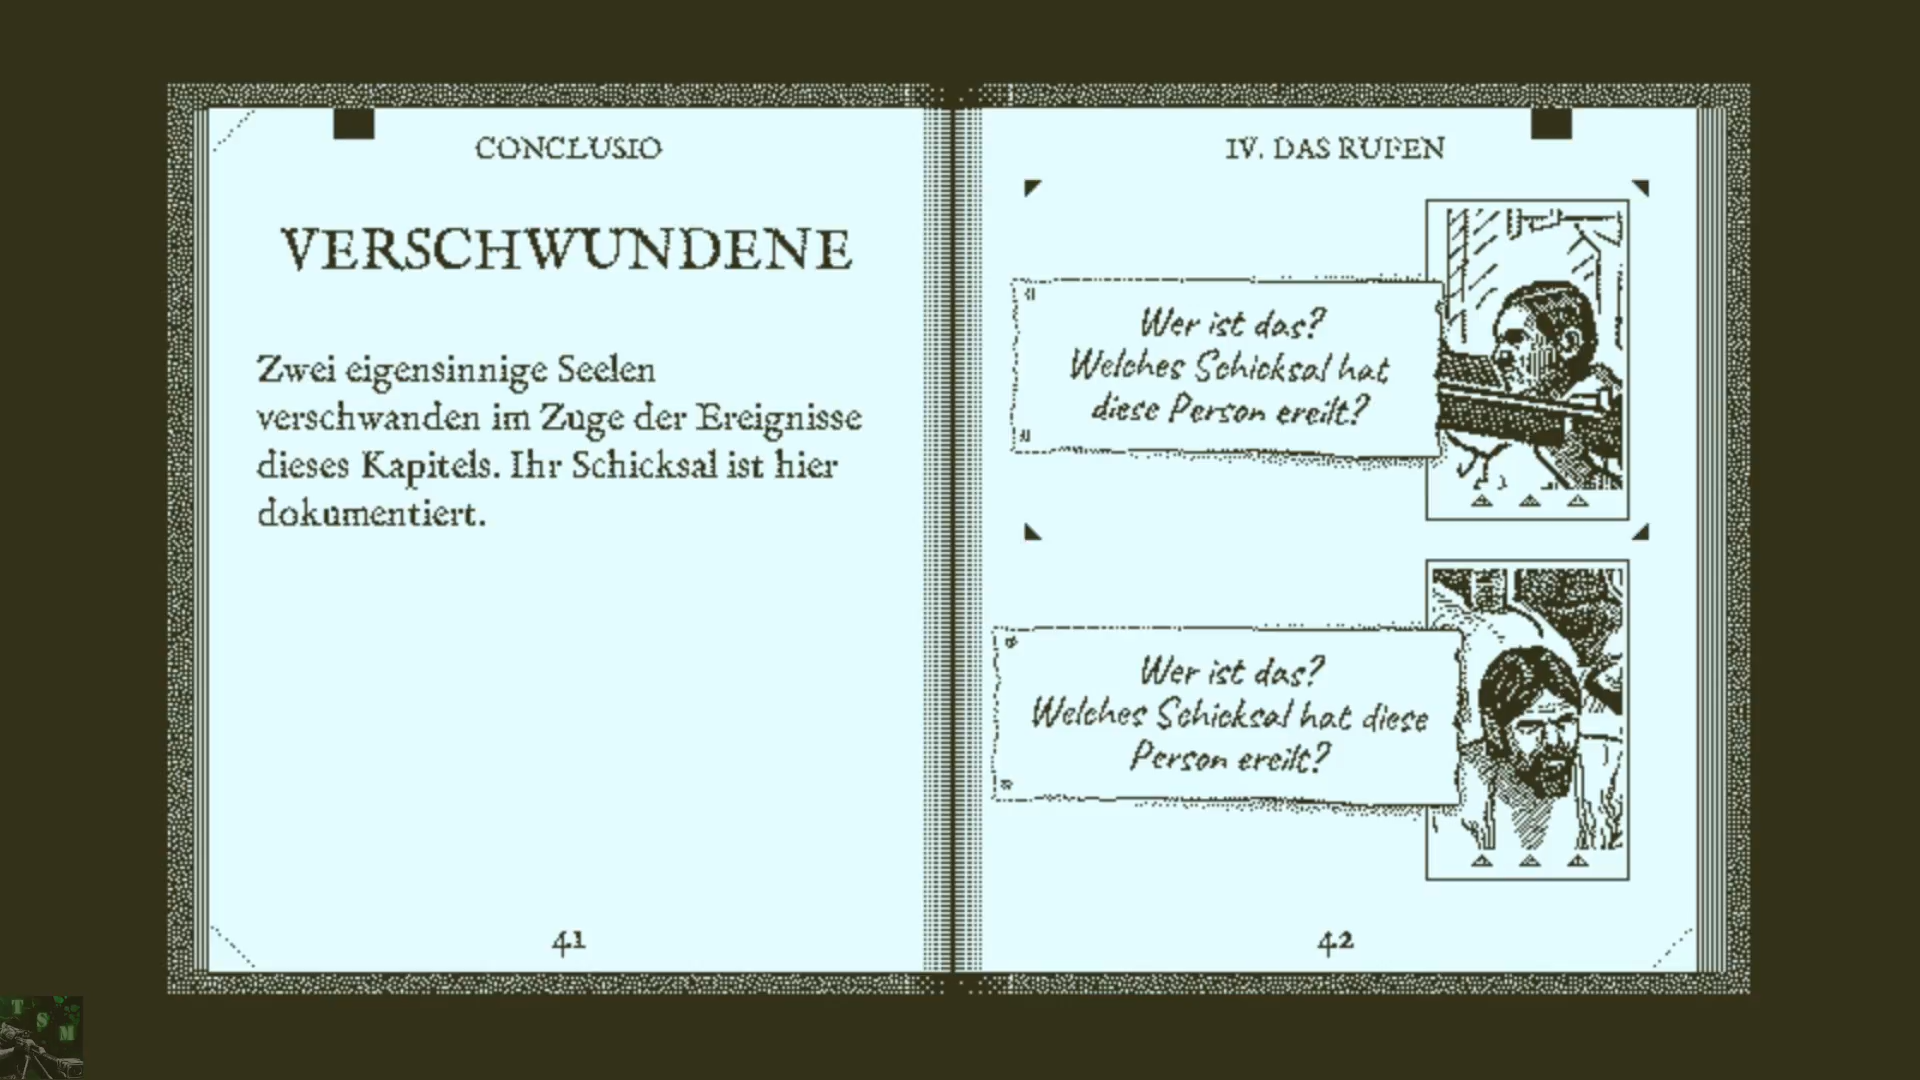 CONCLUSIO
VERSCHWUNDENE
Zwei eigensinnige Seelen
verschwanden im Zuge der Ereignisse
dieses Kapitels. Ihr Schicksal ist hier
dokumentiert.
41
IV. DAS RUFEN
Wer ist das?
Welches Schicksal hat
diese Person ereilt?
Wer ist das?
Welches Schicksal hat diese
Person ereilt?
42
T
S
M